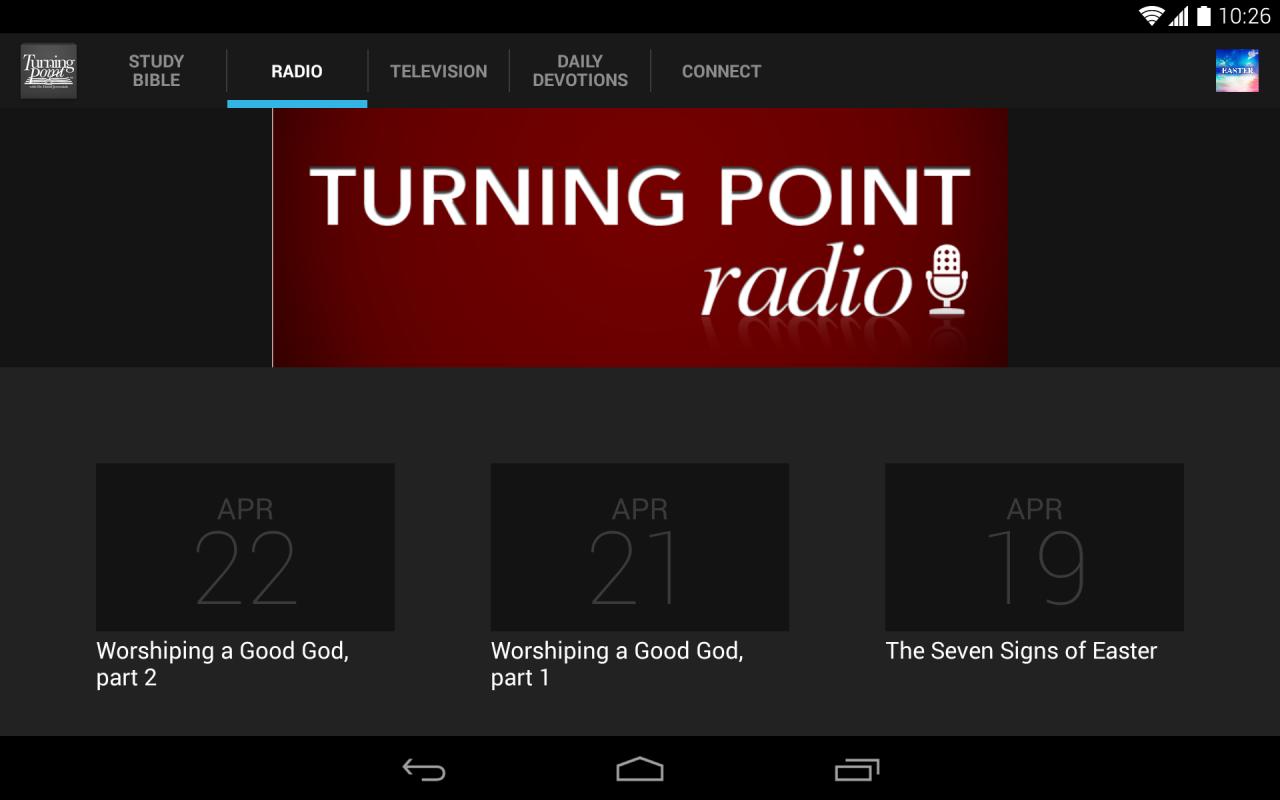 10:26
Turning
Point
STUDY
BIBLE
RADIO
TELEVISION
DAILY
DEVOTIONS
CONNECT
EASTER
TURNING POINT
radio
APR
22
Worshiping a Good God,
part 2
APR
21
Worshiping a Good God,
part 1
APR
19
The Seven Signs of Easter